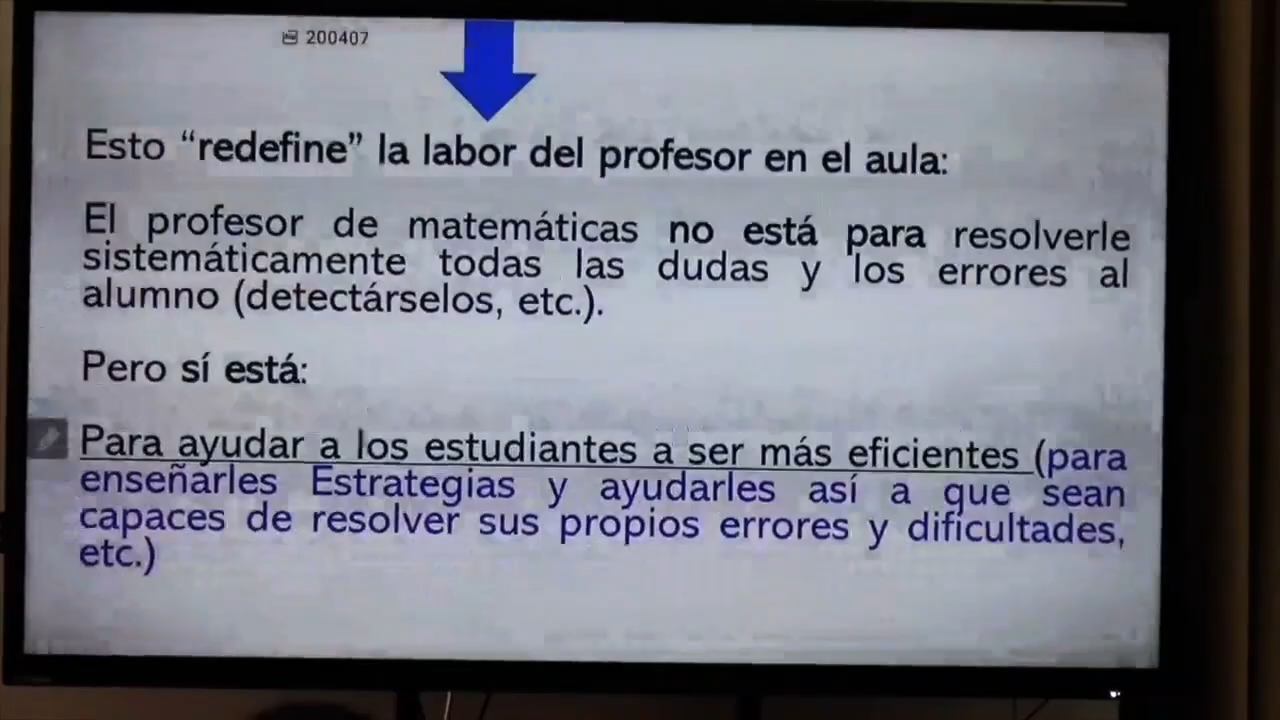 200407
Esto “redefine” la labor del profesor en el aula:
El profesor de matemáticas no está para resolverle
sistemáticamente todas las dudas y los errores al
alumno (detectárselos, etc.).
Pero sí está:
Para ayudar a los estudiantes a ser más eficientes (para
enseñarles Estrategias y ayudarles así a que sean
capaces de resolver sus propios errores y dificultades,
etc.)